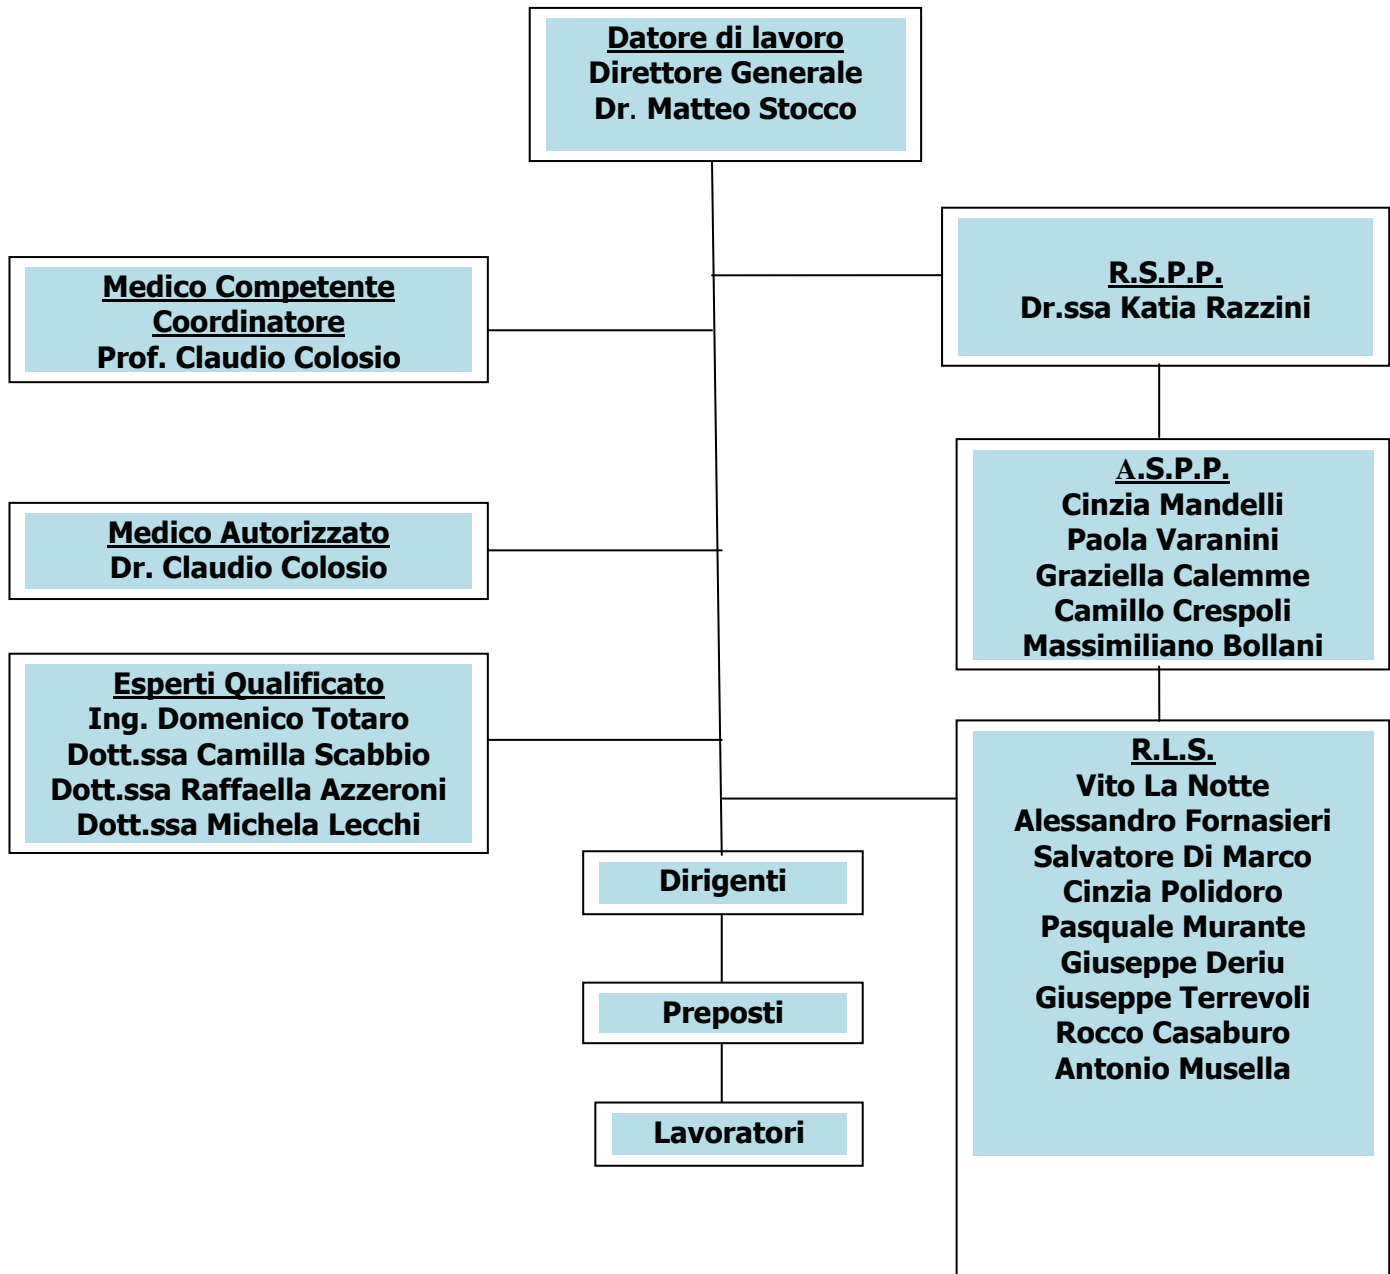 Datore di lavoro
Direttore Generale
Dr. Matteo Stocco
R.S.P.P.
Dr.ssa Katia Razzini
Medico Competente
Coordinatore
Prof. Claudio Colosio
A.S.P.P.
Cinzia Mandelli
Paola Varanini
Graziella Calemme
Camillo Crespoli
Massimiliano Bollani
Medico Autorizzato
Dr. Claudio Colosio
Esperti Qualificato
Ing. Domenico Totaro
Dott.ssa Camilla Scabbio
Dott.ssa Raffaella Azzeroni
Dott.ssa Michela Lecchi
R.L.S.
Vito La Notte
Alessandro Fornasieri
Salvatore Di Marco
Cinzia Polidoro
Pasquale Murante
Giuseppe Deriu
Giuseppe Terrevoli
Rocco Casaburo
Antonio Musella
Dirigenti
Preposti
Lavoratori